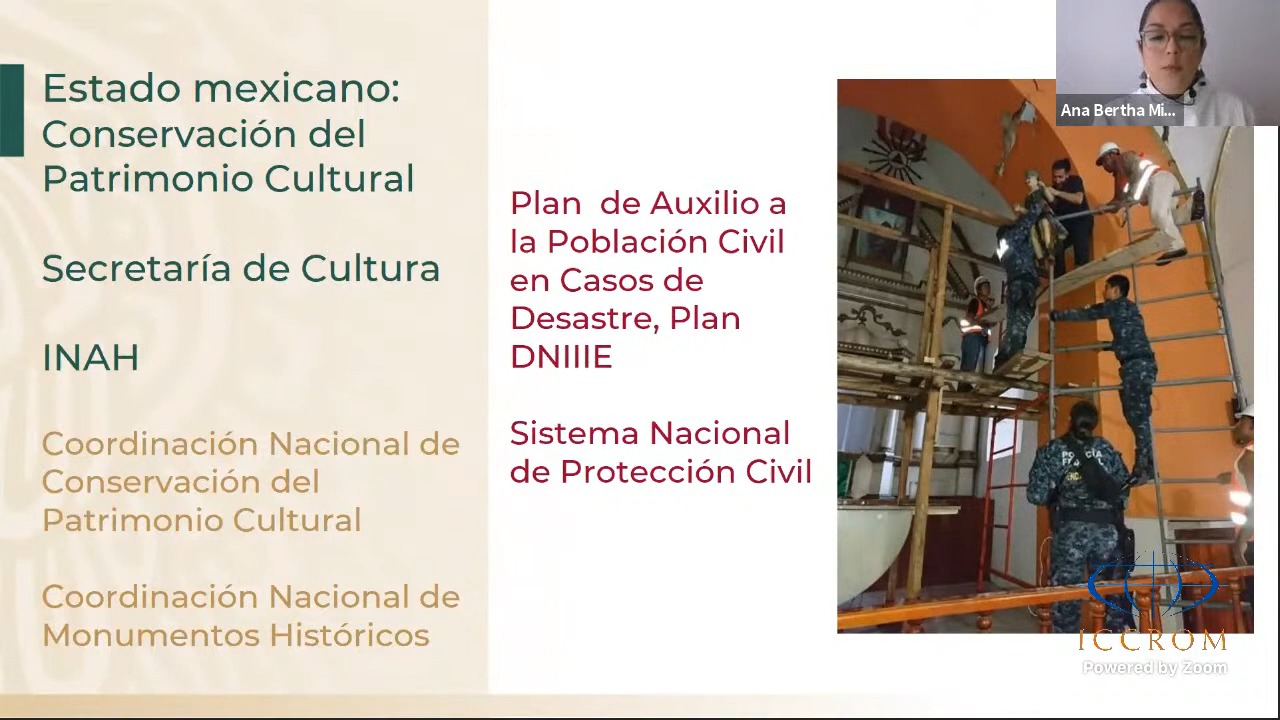 Estado mexicano:
Conservación del
Patrimonio Cultural
Secretaría de Cultura
INAH
Coordinación Nacional de
Conservación del
Patrimonio Cultural
Coordinación Nacional de
Monumentos Históricos
Plan de Auxilio a
la Población Civil
en Casos de
Desastre, Plan
DNIIIE
Sistema Nacional
de Protección Civil
Ana Bertha Mi...
POLICÍA
ICCROM
Powered by Zoom